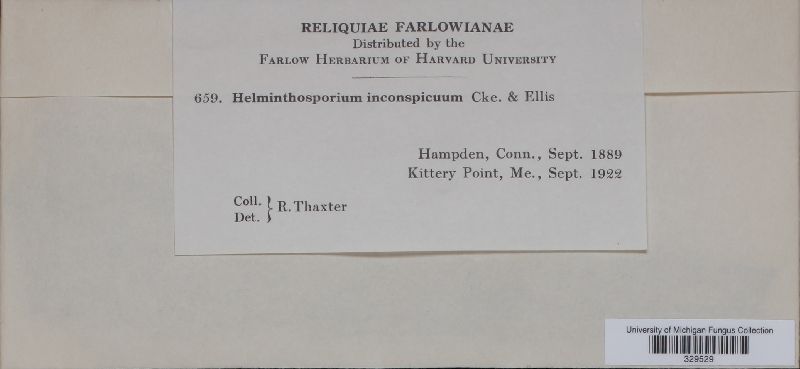 RELIQUIAE FARLOWIANAE
Distributed by the
FARLOW HERBARIUM OF HARVARD UNIVERSITY
659. Helminthosporium inconspicuum Cke. & Ellis
Hampden, Conn., Sept. 1889
Kittery Point, Me., Sept. 1922
Coll.
Det. } R. Thaxter
University of Michigan Fungus Collection
329529